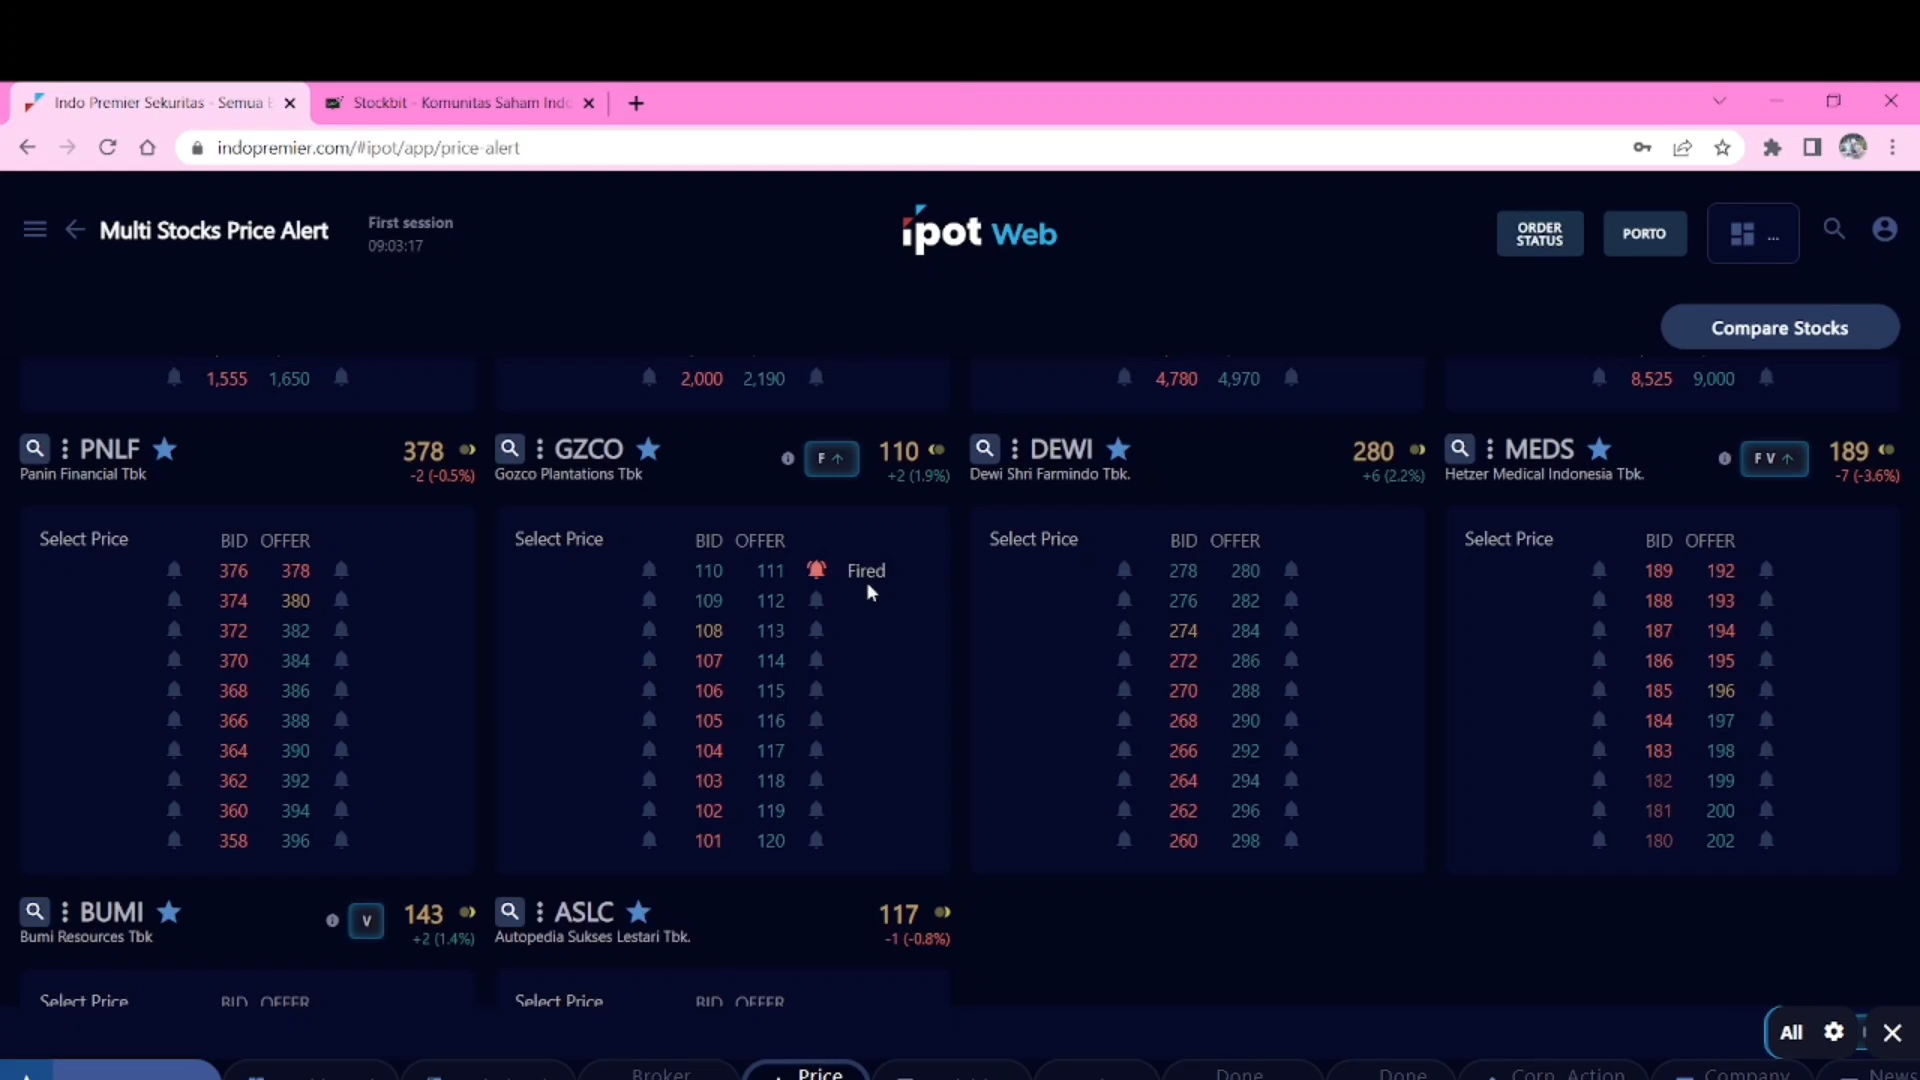 Indo Premier Sekuritas - Semua
Stockbit - Komunitas Saham Indo
indopremier.com/#ipot/app/price-alert
Multi Stocks Price Alert
First session
09:03:17
ipot Web
ORDER STATUS
PORTO
...
Compare Stocks
1,555 1,650 2,000 2,190 4,780 4,970 8,525 9,000
PNLF 378 GZCO F ↑ 110 DEWI 280 MEDS F V ↑ 189
Panin Financial Tbk -2 (-0.5%) Gozco Plantations Tbk +2 (1.9%) Dewi Shri Farmindo Tbk. +6 (2.2%) Hetzer Medical Indonesia Tbk. -7 (-3.6%)
Select Price BID OFFER Select Price BID OFFER Select Price BID OFFER Select Price BID OFFER
376 378 110 111 Fired 278 280 189 192
374 380 109 112 276 282 188 193
372 382 108 113 274 284 187 194
370 384 107 114 272 286 186 195
368 386 106 115 270 288 185 196
366 388 105 116 268 290 184 197
364 390 104 117 266 292 183 198
362 392 103 118 264 294 182 199
360 394 102 119 262 296 181 200
358 396 101 120 260 298 180 202
BUMI V 143 ASLC 117
Bumi Resources Tbk +2 (1.4%) Autopedia Sukses Lestari Tbk. -1 (-0.8%)
Select Price BID OFFER Select Price BID OFFER
All
Broker Price Done Done Corp. Action Company News